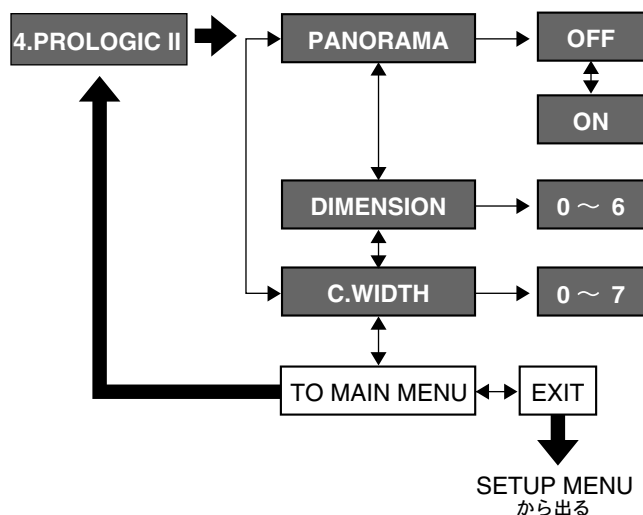 4.PROLOGIC II
PANORAMA
OFF
ON
DIMENSION
0 ～ 6
C.WIDTH
0 ～ 7
TO MAIN MENU
EXIT
SETUP MENU
から出る